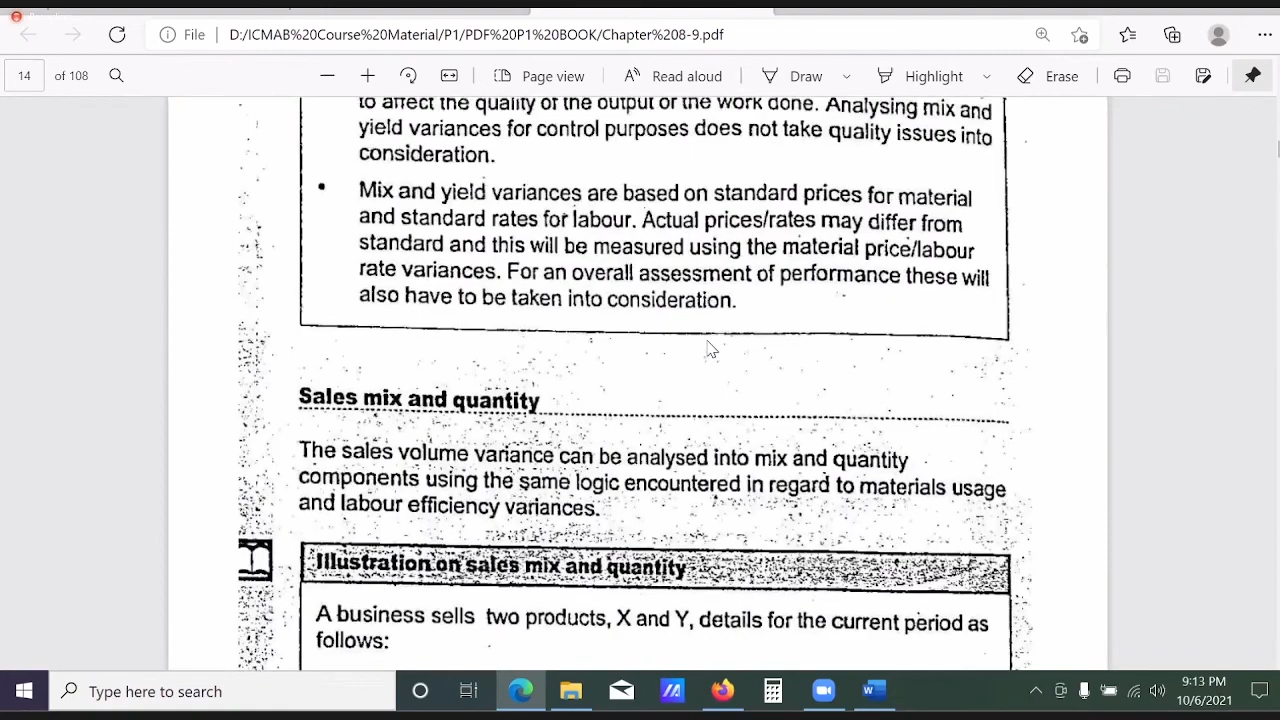 File
D:/ICMAB%20Course%20Material/P1/PDF%20P1%20BOOK/Chapter%208-9.pdf
14 of 108
Page view
Read aloud
Draw
Highlight
Erase
to affect the quality of the output or the work done. Analysing mix and
yield variances for control purposes does not take quality issues into
consideration.
• Mix and yield variances are based on standard prices for material
and standard rates for labour. Actual prices/rates may differ from
standard and this will be measured using the material price/labour
rate variances. For an overall assessment of performance these will
also have to be taken into consideration.
Sales mix and quantity
The sales volume variance can be analysed into mix and quantity
components using the same logic encountered in regard to materials usage
and labour efficiency variances.
Illustration on sales mix and quantity
A business sells two products, X and Y, details for the current period as
follows:
Type here to search
9:13 PM
10/6/2021